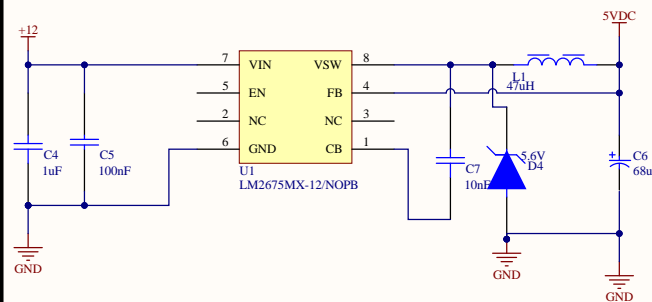 +12
5VDC
7 VIN VSW 8
5 EN FB 4
2 NC NC 3
6 GND CB 1
L1
47uH
C4
1uF
C5
100nF
U1
LM2675MX-12/NOPB
C7
10nF
5.6V
D4
C6
68u
GND
GND
GND